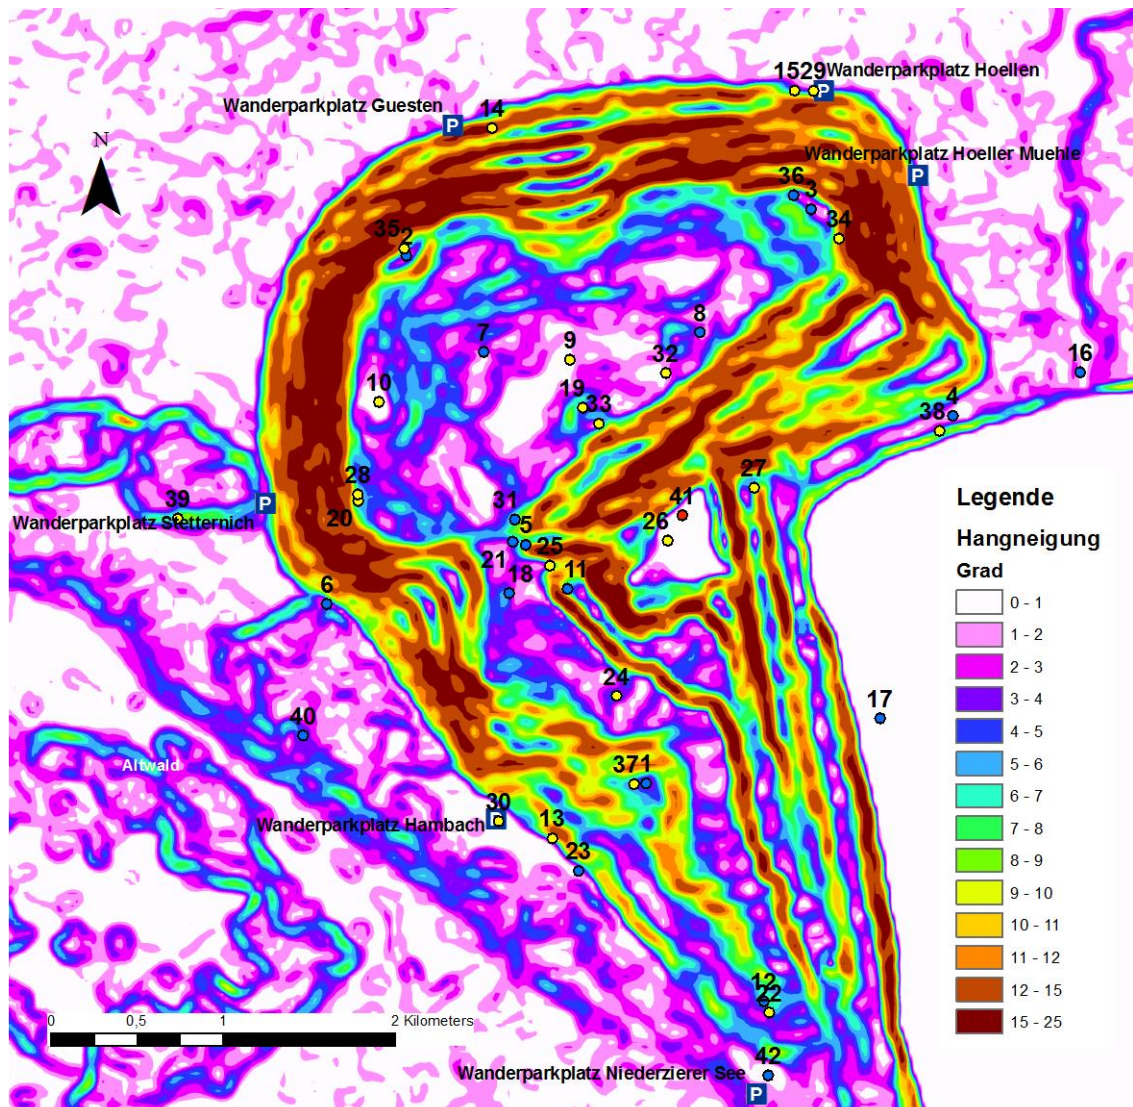 1529 Wanderparkplatz Hoellen
P
Wanderparkplatz Guesten
14
P
N
Wanderparkplatz Hoeller Muehle
P
36
3
34
35
2
8
7
9
32
16
10
19
33
4
38
28
27
39
P
20
31
41
Wanderparkplatz Stetternich
5
26
21
25
18
11
6
24
17
40
Altwald
371
30
Wanderparkplatz Hambach
13
23
12
22
0 0,5 1 2 Kilometers
42
Wanderparkplatz Niederzierer See
P
Legende
Hangneigung
Grad
0 - 1
1 - 2
2 - 3
3 - 4
4 - 5
5 - 6
6 - 7
7 - 8
8 - 9
9 - 10
10 - 11
11 - 12
12 - 15
15 - 25